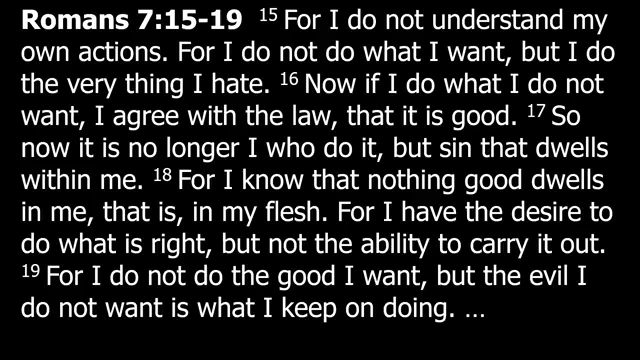 Romans 7:15-19 ¹⁵ For I do not understand my
own actions. For I do not do what I want, but I do
the very thing I hate. ¹⁶ Now if I do what I do not
want, I agree with the law, that it is good. ¹⁷ So
now it is no longer I who do it, but sin that dwells
within me. ¹⁸ For I know that nothing good dwells
in me, that is, in my flesh. For I have the desire to
do what is right, but not the ability to carry it out.
¹⁹ For I do not do the good I want, but the evil I
do not want is what I keep on doing. …